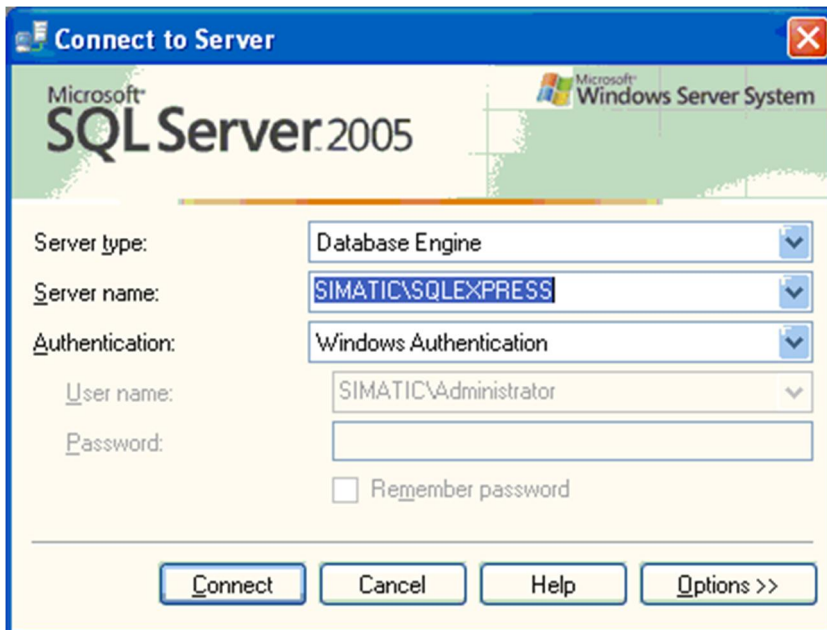 Connect to Server
Microsoft
SQL Server 2005
Microsoft
Windows Server System
Server type: Database Engine
Server name: SIMATIC\SQLEXPRESS
Authentication: Windows Authentication
User name: SIMATIC\Administrator
Password:
Remember password
Connect Cancel Help Options >>